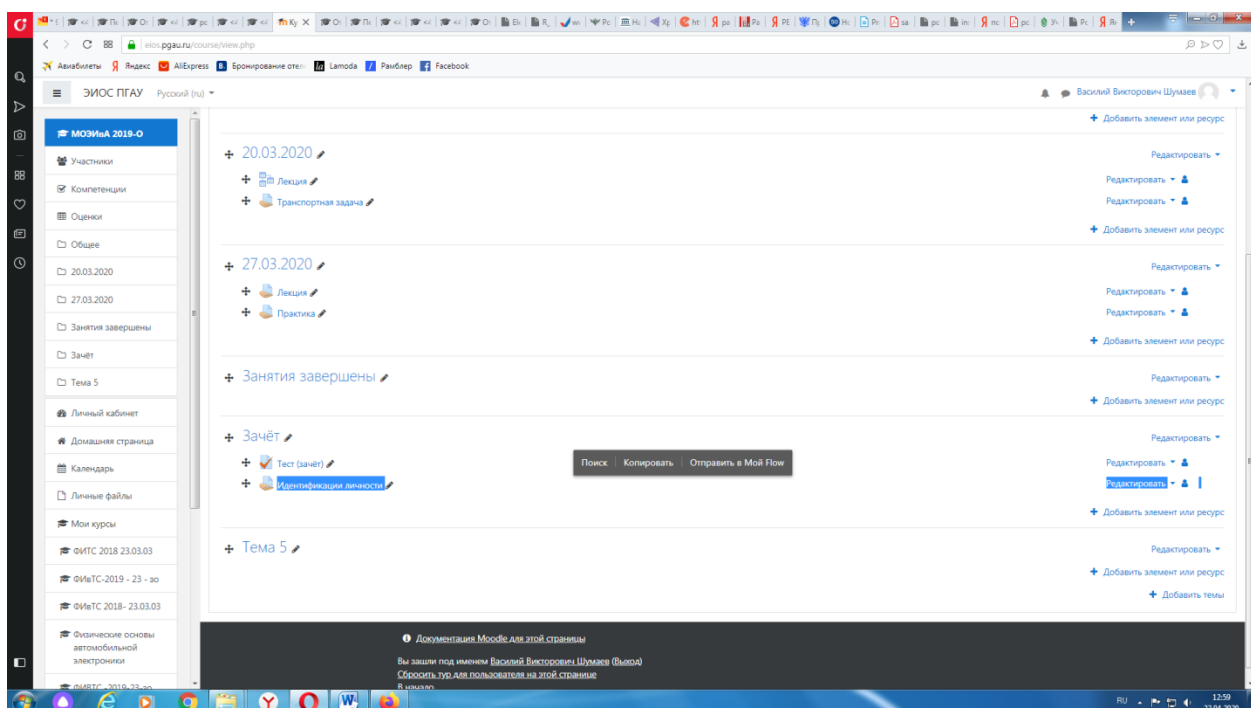 Ку
eios.pgau.ru/course/view.php
Авиабилеты Яндекс AliExpress Бронирование отел Lamoda Рамблер Facebook
ЭИОС ПГАУ Русский (ru) Василий Викторович Шумаев
Добавить элемент или ресурс
МОЭИвА 2019-О
Участники
Компетенции
Оценки
Общее
20.03.2020
27.03.2020
Занятия завершены
Зачёт
Тема 5
Личный кабинет
Домашняя страница
Календарь
Личные файлы
Мои курсы
ФИТС 2018 23.03.03
ФИвТС-2019 - 23 - зо
ФИвТС 2018- 23.03.03
Физические основы
автомобильной
электроники
20.03.2020 Редактировать
Лекция Редактировать
Транспортная задача Редактировать
Добавить элемент или ресурс
27.03.2020 Редактировать
Лекция Редактировать
Практика Редактировать
Добавить элемент или ресурс
Занятия завершены Редактировать
Добавить элемент или ресурс
Зачёт Редактировать
Тест (зачёт) Редактировать
Поиск Копировать Отправить в Мой Flow
Идентификации личности Редактировать
Добавить элемент или ресурс
Тема 5 Редактировать
Добавить элемент или ресурс
Добавить темы
Документация Moodle для этой страницы
Вы зашли под именем Василий Викторович Шумаев (Выход)
Сбросить тур для пользователя на этой странице
В начало
RU 12:59